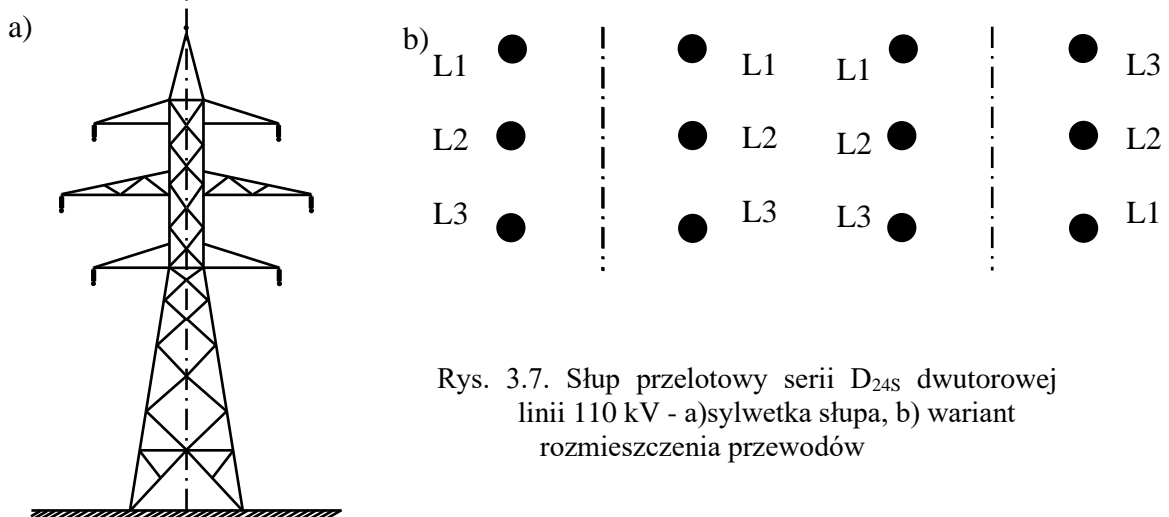 a)
b)
L1 L1 L1 L3
L2 L2 L2 L2
L3 L3 L3 L1
Rys. 3.7. Słup przelotowy serii D24S dwutorowej
linii 110 kV - a)sylwetka słupa, b) wariant
rozmieszczenia przewodów